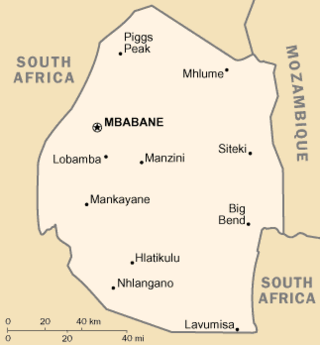 Piggs
Peak
SOUTH
AFRICA
Mhlume
MOZAMBIQUE
MBABANE
Siteki
Lobamba
Manzini
Mankayane
Big
Bend
Hlatikulu
Nhlangano
SOUTH
AFRICA
Lavumisa
0 20 40 km
0 20 40 mi